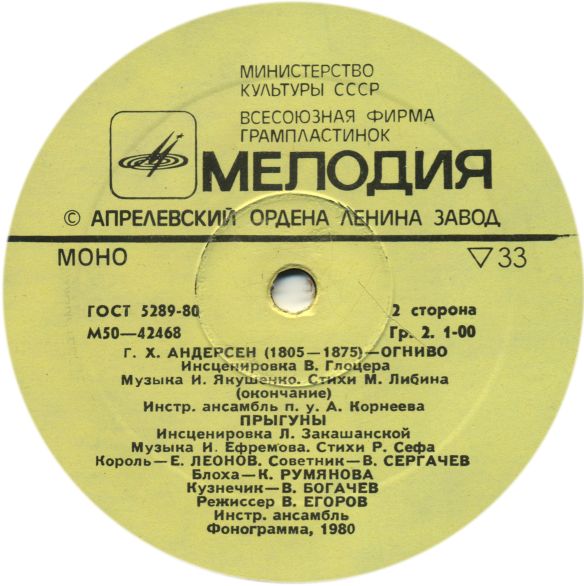 МИНИСТЕРСТВО
КУЛЬТУРЫ СССР
ВСЕСОЮЗНАЯ ФИРМА
ГРАМПЛАСТИНОК
МЕЛОДИЯ
© АПРЕЛЕВСКИЙ ОРДЕНА ЛЕНИНА ЗАВОД
МОНО ▽ 33
ГОСТ 5289-80 2 сторона
М50—42468 Гр. 2. 1-00
Г. Х. АНДЕРСЕН (1805—1875)—ОГНИВО
Инсценировка В. Глоцера
Музыка И. Якушенко. Стихи М. Либина
(окончание)
Инстр. ансамбль п. у. А. Корнеева
ПРЫГУНЫ
Инсценировка Л. Закашанской
Музыка И. Ефремова. Стихи Р. Сефа
Король—Е. ЛЕОНОВ. Советник—В. СЕРГАЧЕВ
Блоха—К. РУМЯНОВА
Кузнечик—В. БОГАЧЕВ
Режиссер В. ЕГОРОВ
Инстр. ансамбль
Фонограмма, 1980